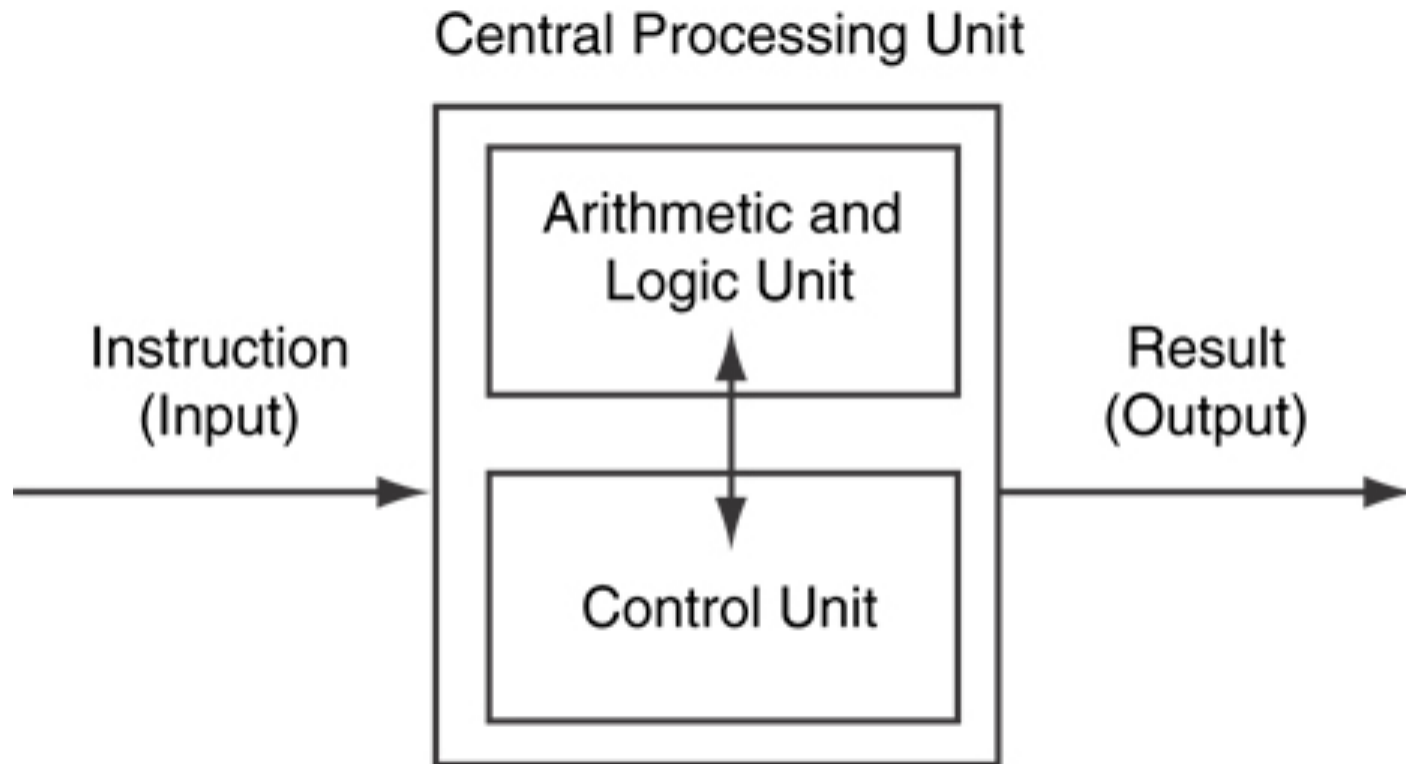 Central Processing Unit
Arithmetic and
Logic Unit
Instruction
(Input)
Result
(Output)
Control Unit